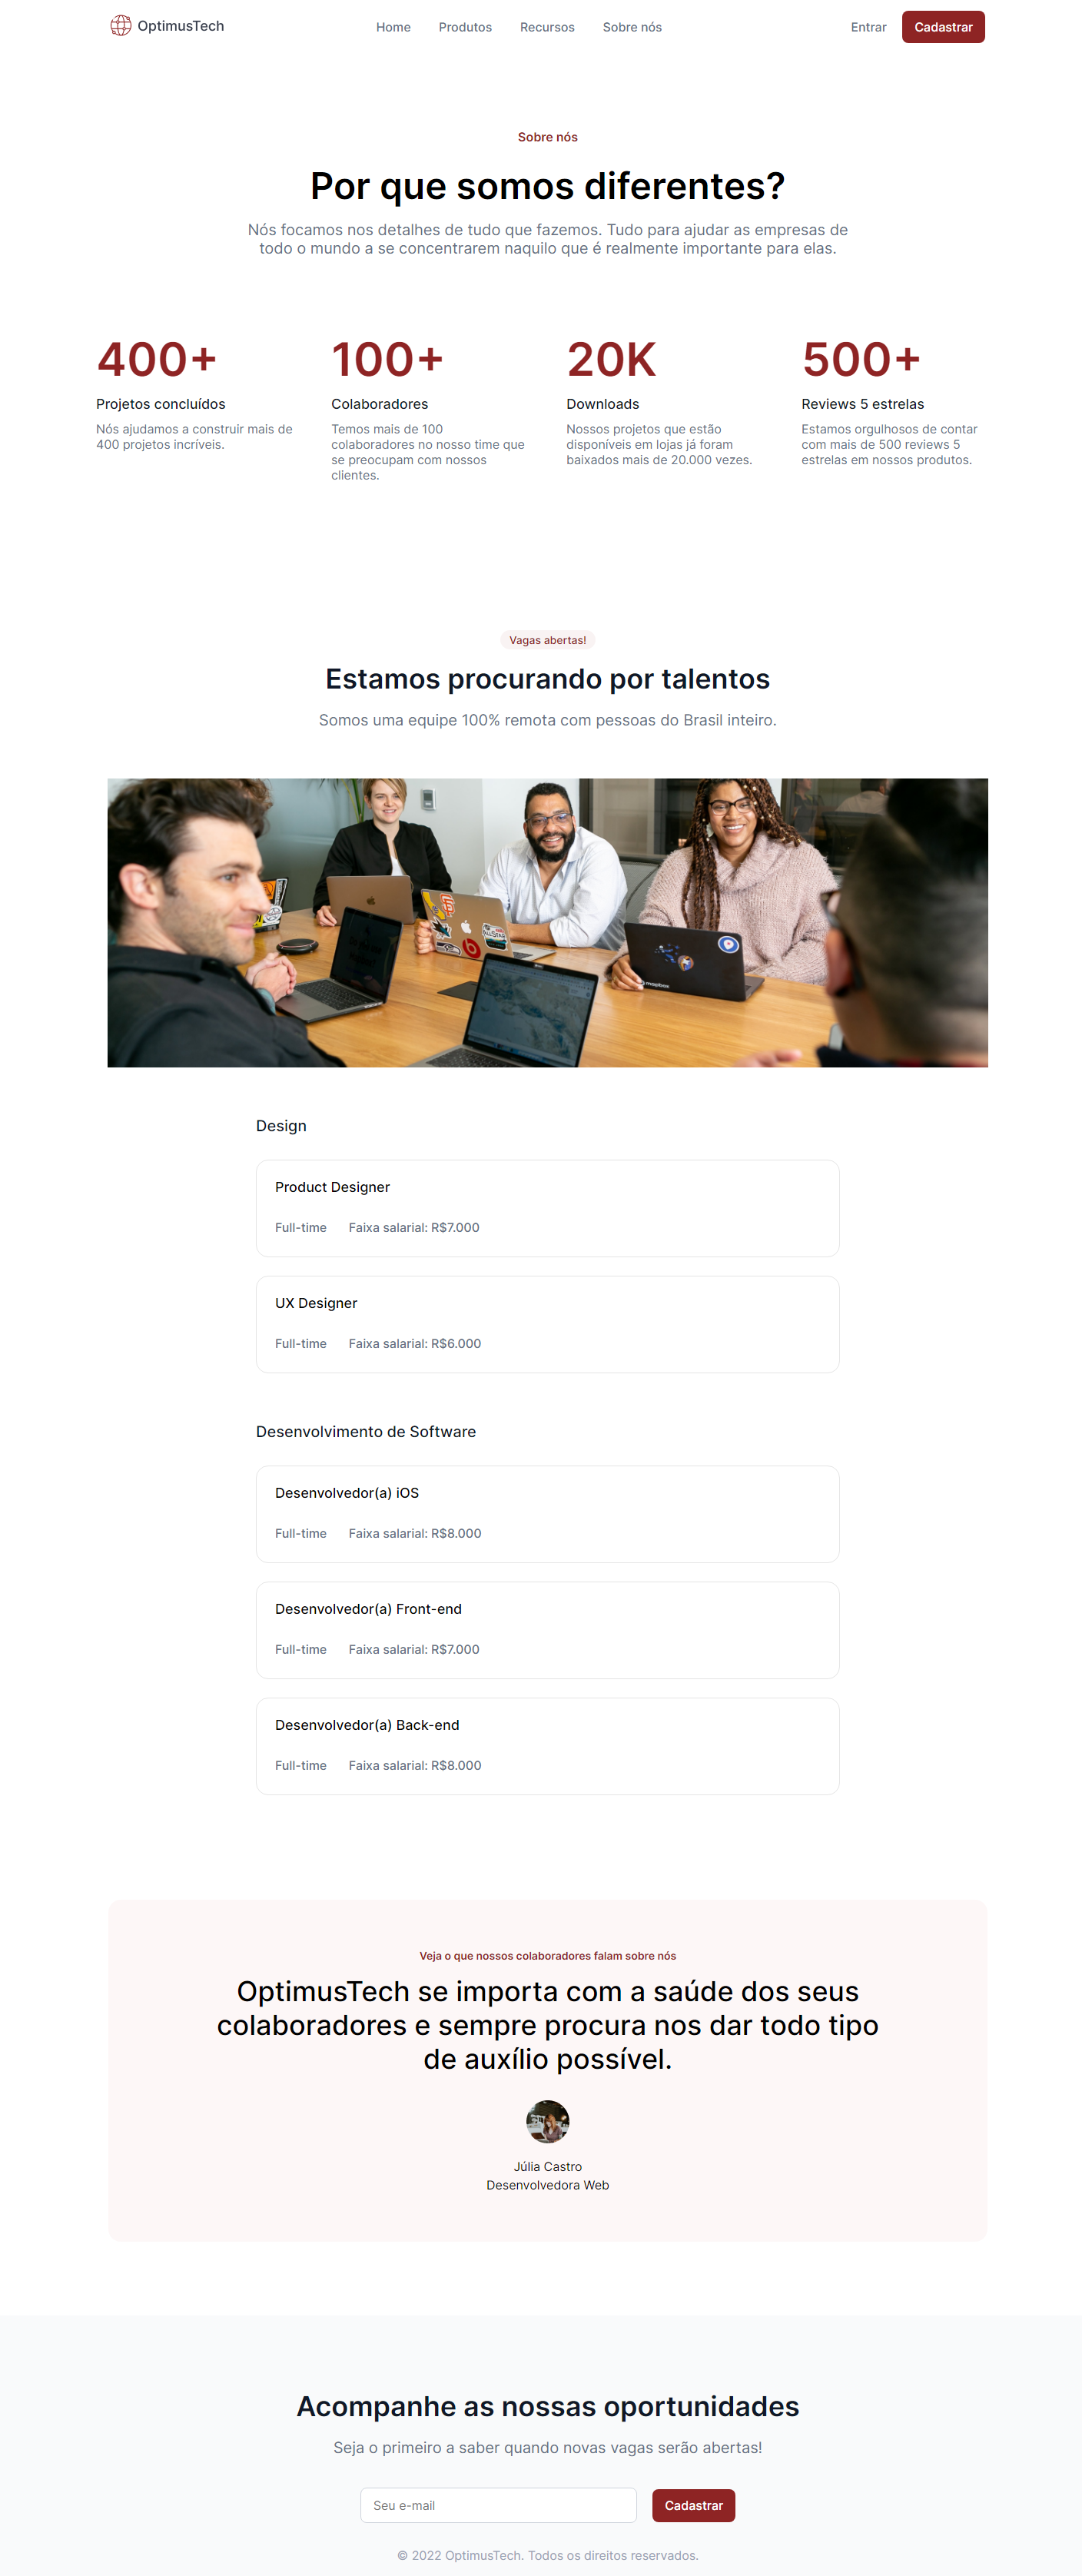 OptimusTech
Home Produtos Recursos Sobre nós
Entrar Cadastrar
Sobre nós
Por que somos diferentes?
Nós focamos nos detalhes de tudo que fazemos. Tudo para ajudar as empresas de
todo o mundo a se concentrarem naquilo que é realmente importante para elas.
400+
Projetos concluídos
Nós ajudamos a construir mais de
400 projetos incríveis.
100+
Colaboradores
Temos mais de 100
colaboradores no nosso time que
se preocupam com nossos
clientes.
20K
Downloads
Nossos projetos que estão
disponíveis em lojas já foram
baixados mais de 20.000 vezes.
500+
Reviews 5 estrelas
Estamos orgulhosos de contar
com mais de 500 reviews 5
estrelas em nossos produtos.
Vagas abertas!
Estamos procurando por talentos
Somos uma equipe 100% remota com pessoas do Brasil inteiro.
mapbox
Design
Product Designer
Full-time Faixa salarial: R$7.000
UX Designer
Full-time Faixa salarial: R$6.000
Desenvolvimento de Software
Desenvolvedor(a) iOS
Full-time Faixa salarial: R$8.000
Desenvolvedor(a) Front-end
Full-time Faixa salarial: R$7.000
Desenvolvedor(a) Back-end
Full-time Faixa salarial: R$8.000
Veja o que nossos colaboradores falam sobre nós
OptimusTech se importa com a saúde dos seus
colaboradores e sempre procura nos dar todo tipo
de auxílio possível.
Júlia Castro
Desenvolvedora Web
Acompanhe as nossas oportunidades
Seja o primeiro a saber quando novas vagas serão abertas!
Seu e-mail Cadastrar
© 2022 OptimusTech. Todos os direitos reservados.